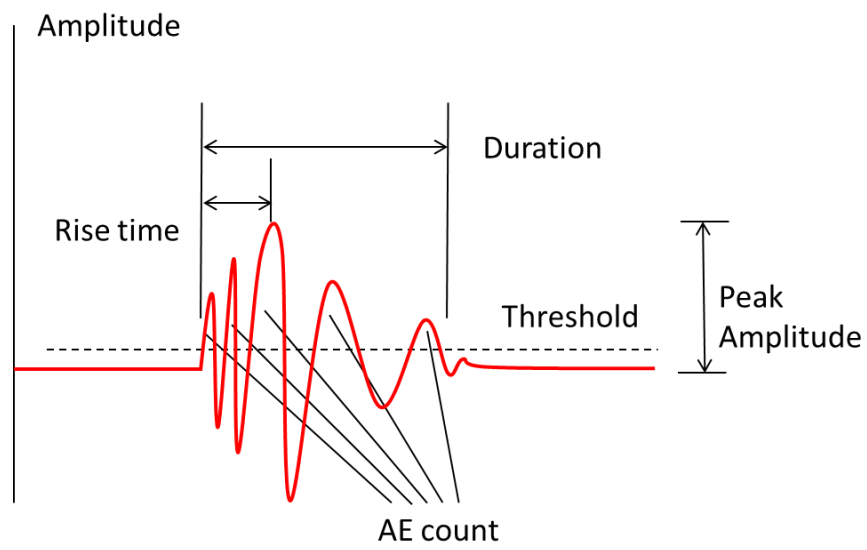 Amplitude
Duration
Rise time
Threshold
Peak
Amplitude
AE count